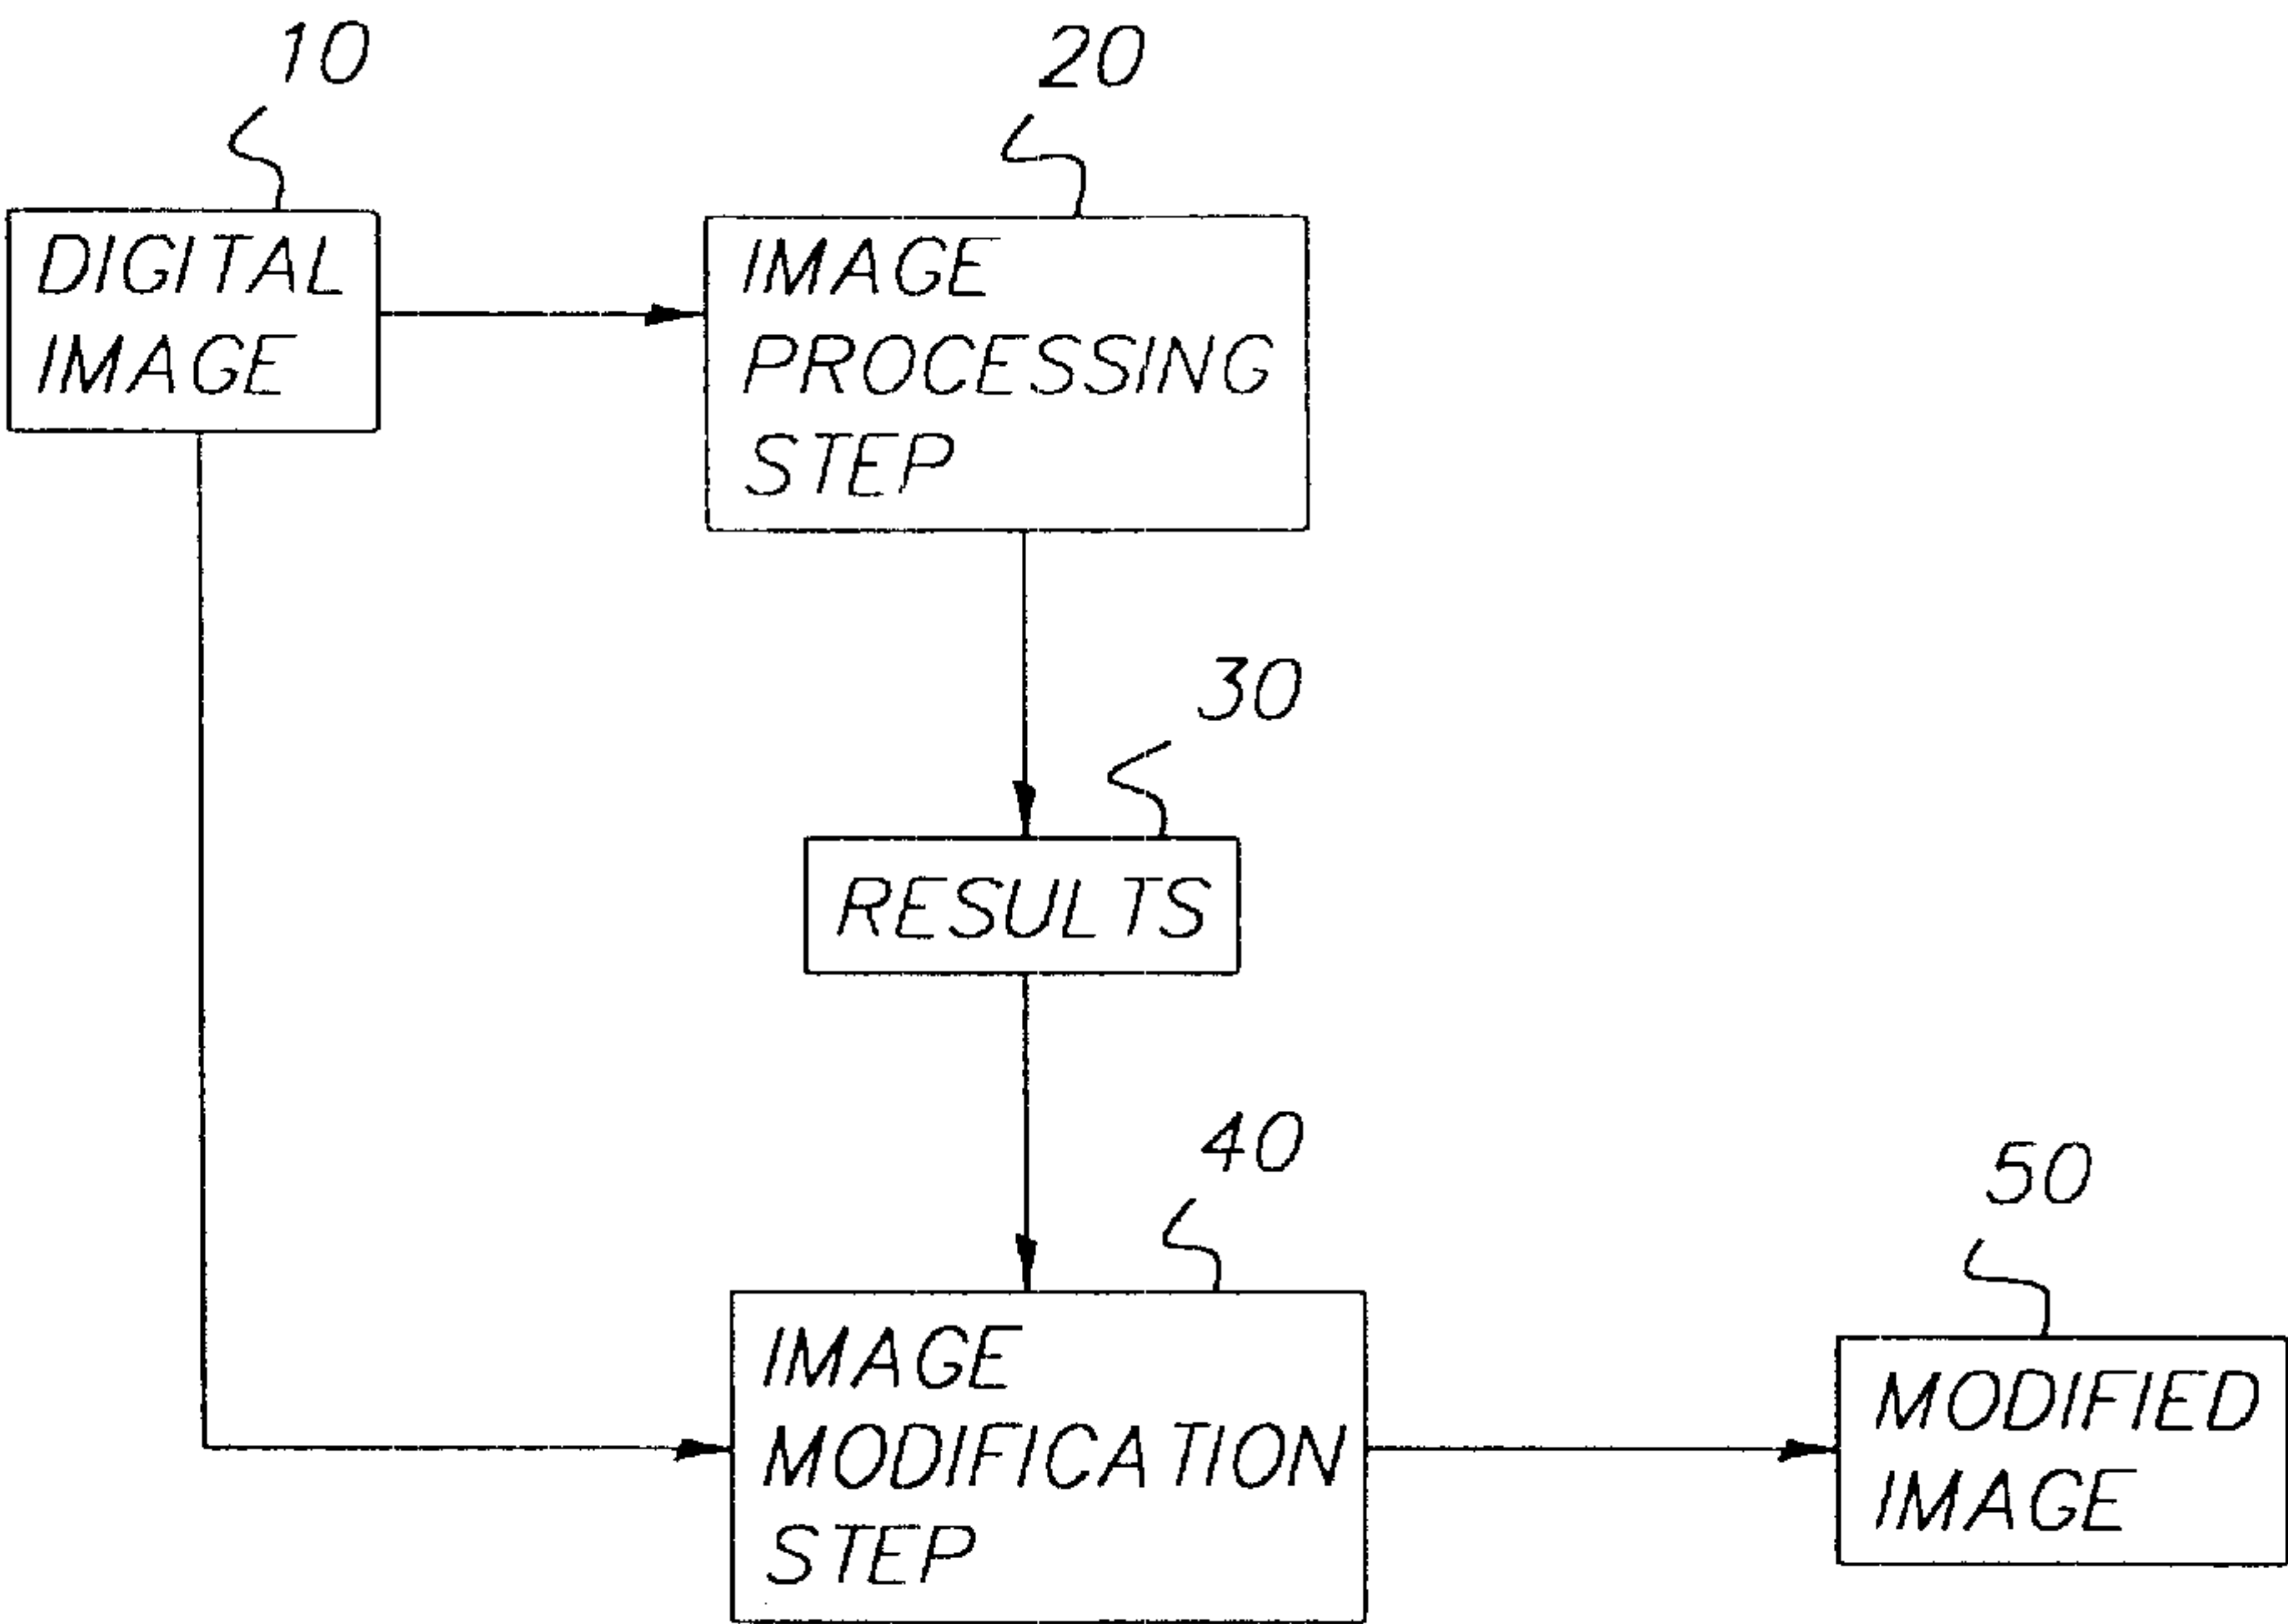 10
20
DIGITAL
IMAGE
IMAGE
PROCESSING
STEP
30
RESULTS
40
IMAGE
MODIFICATION
STEP
50
MODIFIED
IMAGE